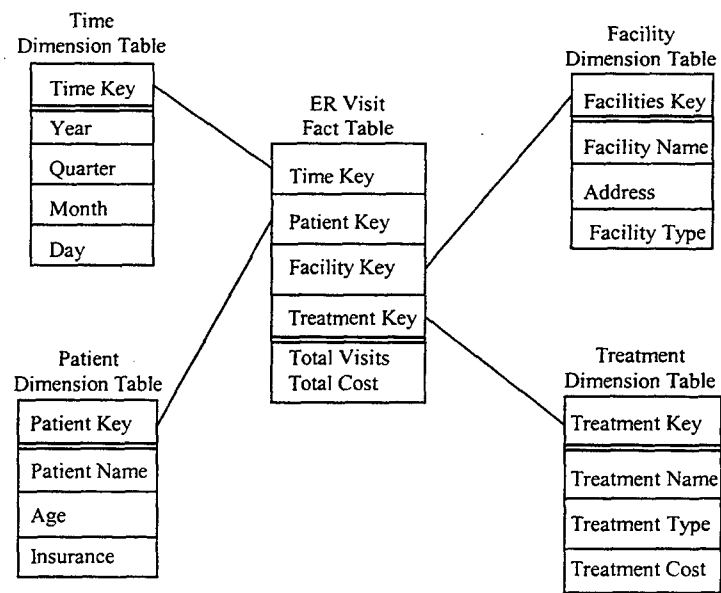 Time
Dimension Table
Time Key
Year
Quarter
Month
Day
ER Visit
Fact Table
Time Key
Patient Key
Facility Key
Treatment Key
Total Visits
Total Cost
Facility
Dimension Table
Facilities Key
Facility Name
Address
Facility Type
Patient
Dimension Table
Patient Key
Patient Name
Age
Insurance
Treatment
Dimension Table
Treatment Key
Treatment Name
Treatment Type
Treatment Cost